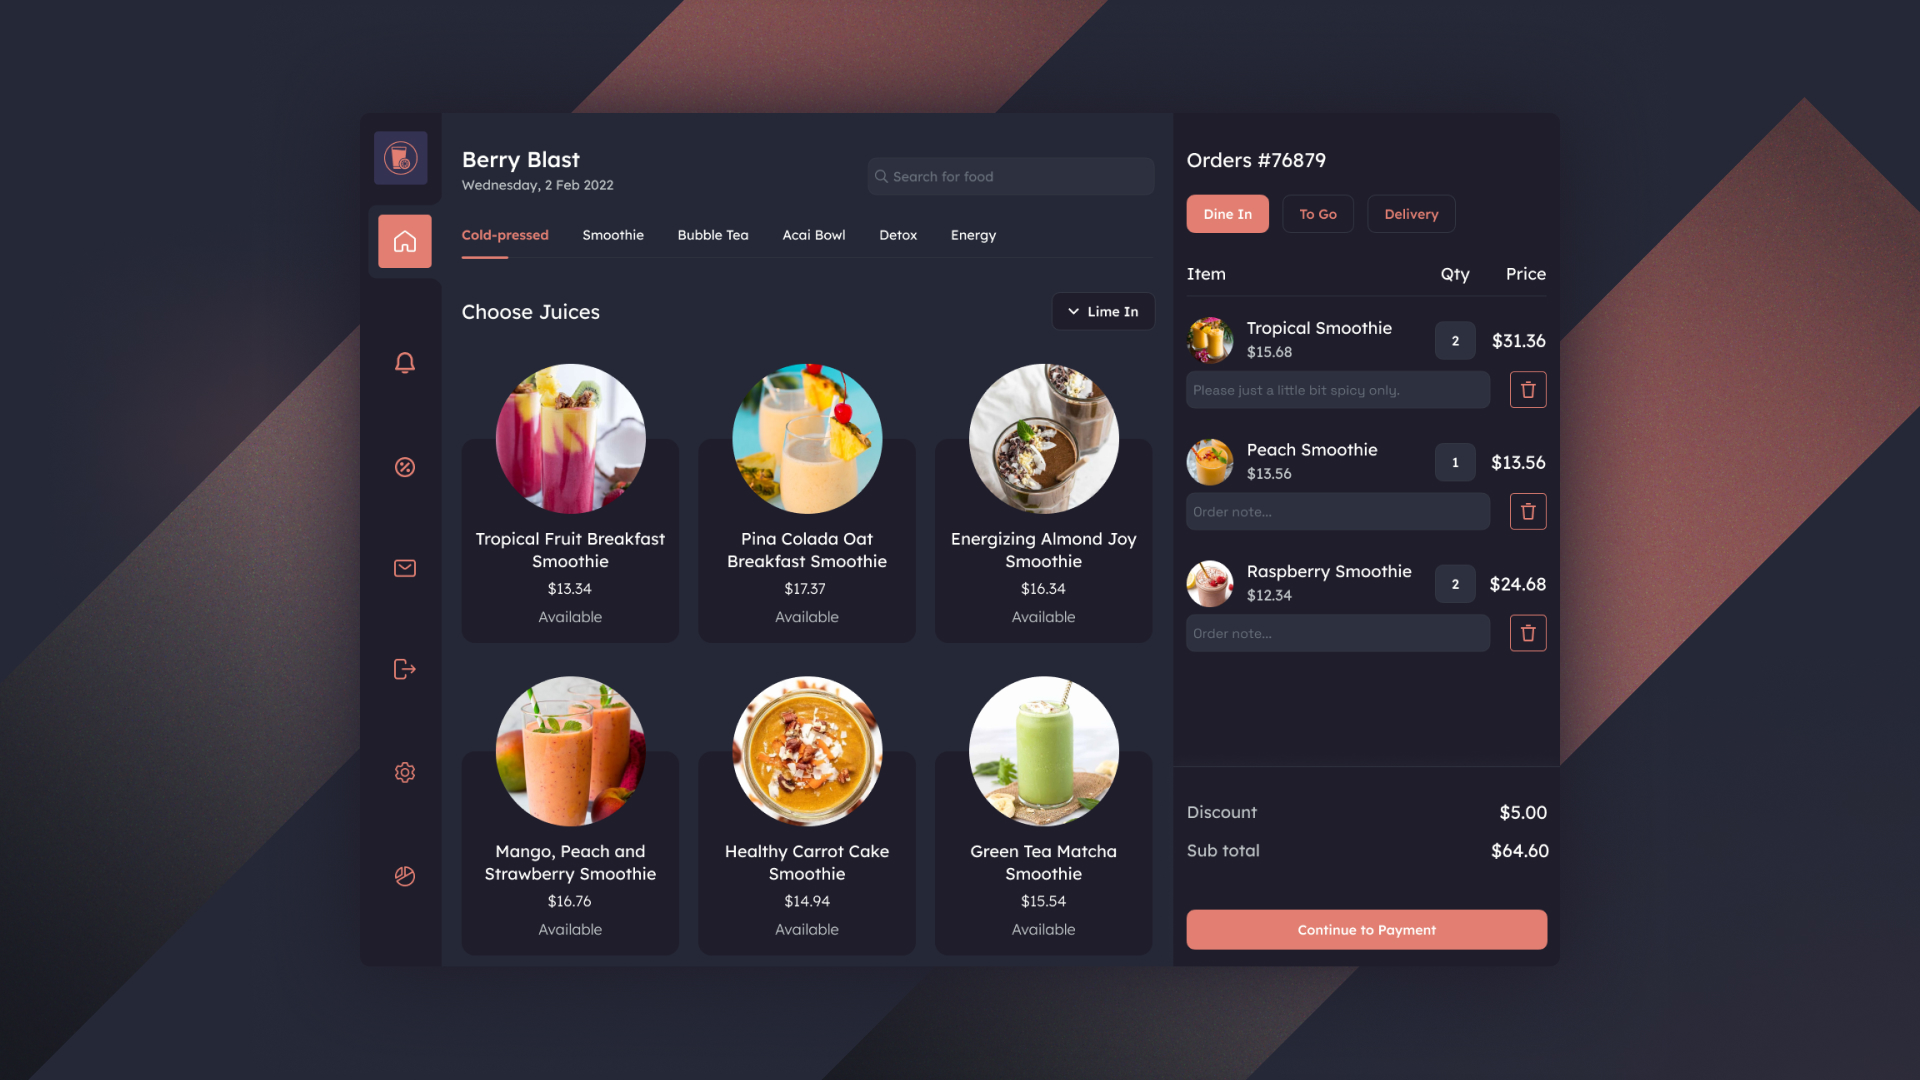 Berry Blast
Wednesday, 2 Feb 2022
Search for food
Cold-pressed
Smoothie
Bubble Tea
Acai Bowl
Detox
Energy
Choose Juices
Lime In
Tropical Fruit Breakfast
Smoothie
$13.34
Available
Pina Colada Oat
Breakfast Smoothie
$17.37
Available
Energizing Almond Joy
Smoothie
$16.34
Available
Mango, Peach and
Strawberry Smoothie
$16.76
Available
Healthy Carrot Cake
Smoothie
$14.94
Available
Green Tea Matcha
Smoothie
$15.54
Available
Orders #76879
Dine In
To Go
Delivery
Item
Qty
Price
Tropical Smoothie
$15.68
2
$31.36
Please just a little bit spicy only.
Peach Smoothie
$13.56
1
$13.56
Order note...
Raspberry Smoothie
$12.34
2
$24.68
Order note...
Discount
$5.00
Sub total
$64.60
Continue to Payment